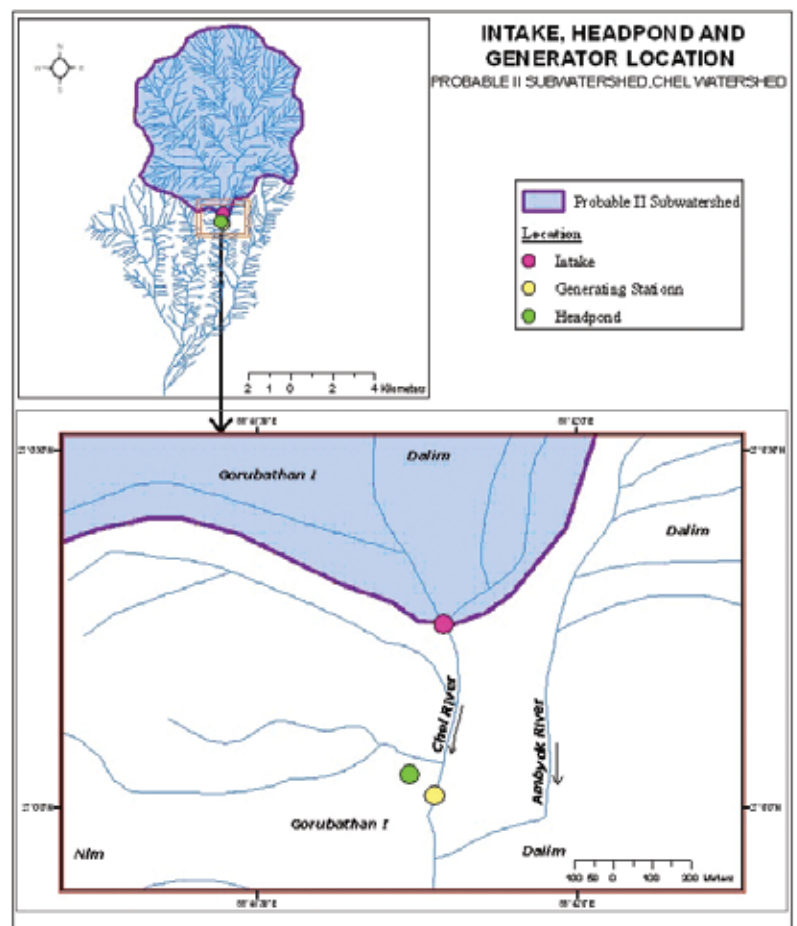 INTAKE, HEADPOND AND
GENERATOR LOCATION
PROBABLE II SUBWATERSHED, CHEL WATERSHED
N
W
E
S
Probable II Subwatershed
Location
Intake
Generating Stationn
Headpond
2 1 0 2 4 Kilometers
Gorubathan I
Dalim
Dalim
Chel River
Ambyok River
Gorubathan I
Nim
Dalim
100 50 0 100 200 Meters